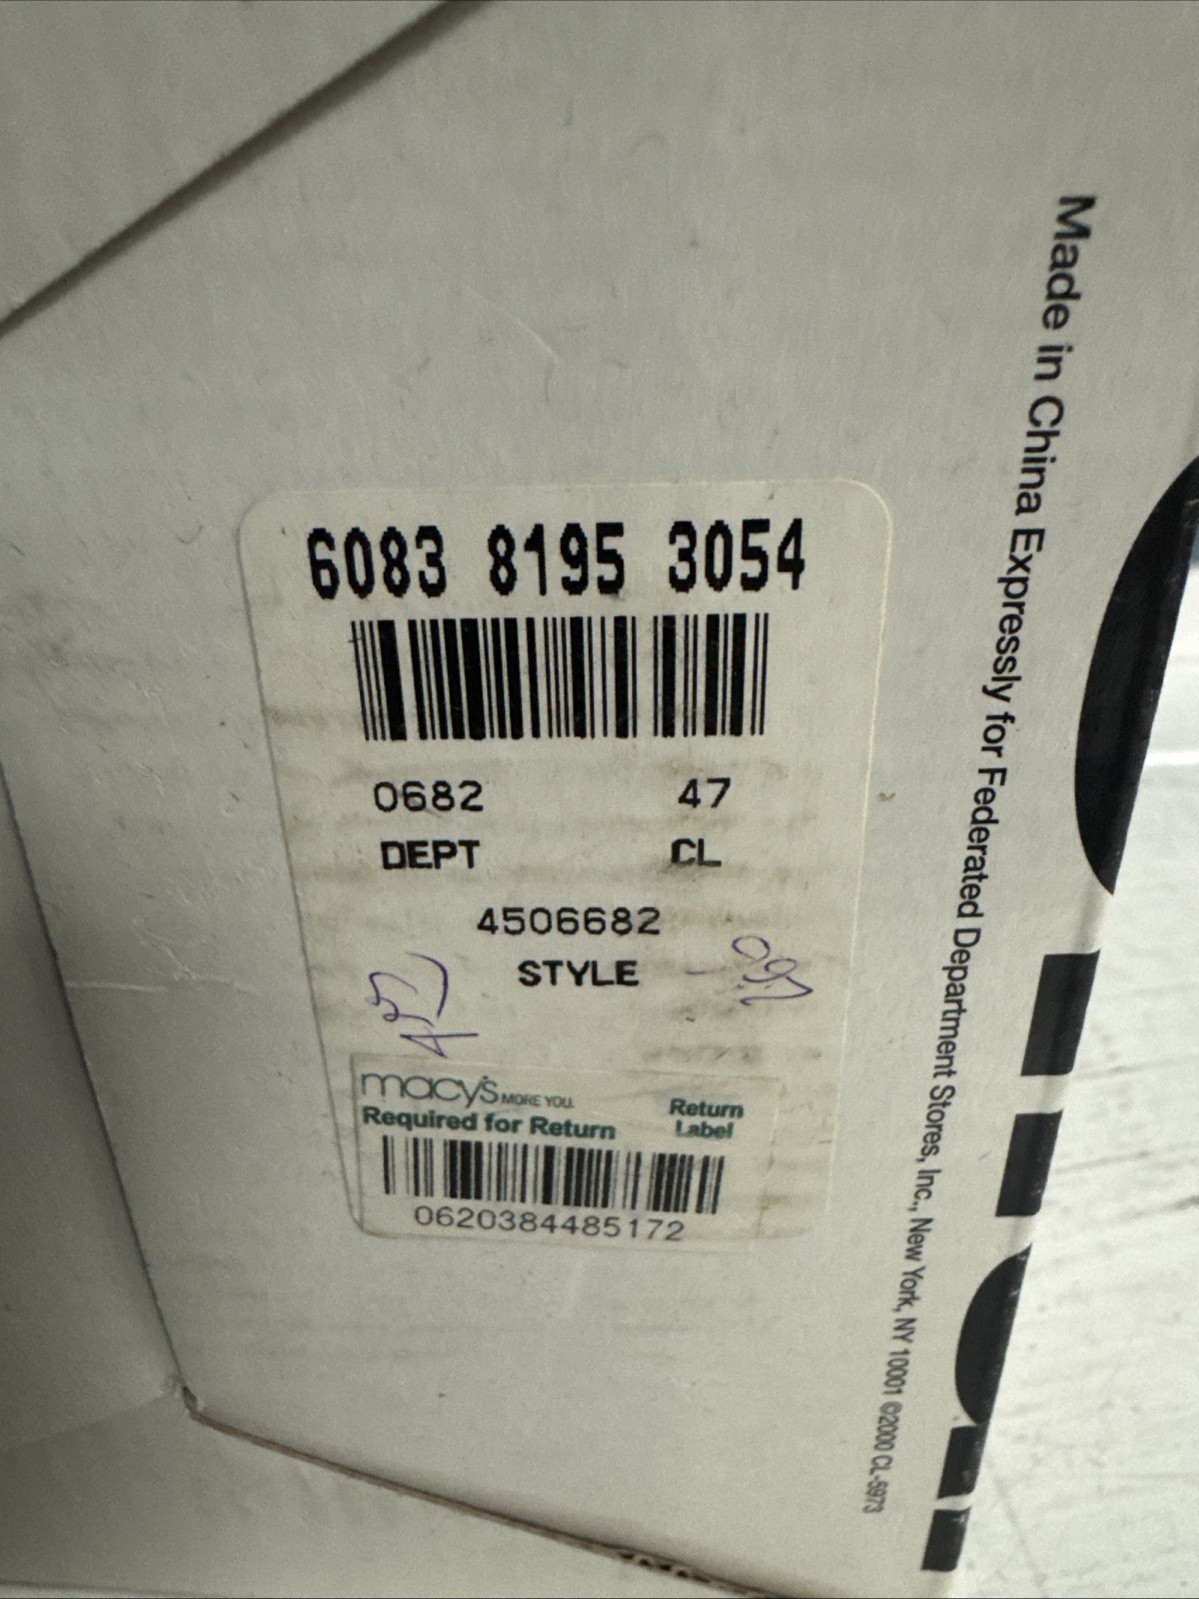 6083 8195 3054
0682 47
DEPT CL
4506682
STYLE
macy's MORE YOU.
Required for Return
Return
Label
0620384485172
Made in China Expressly for Federated Department Stores, Inc., New York, NY 10001 ©2000 CL-5973